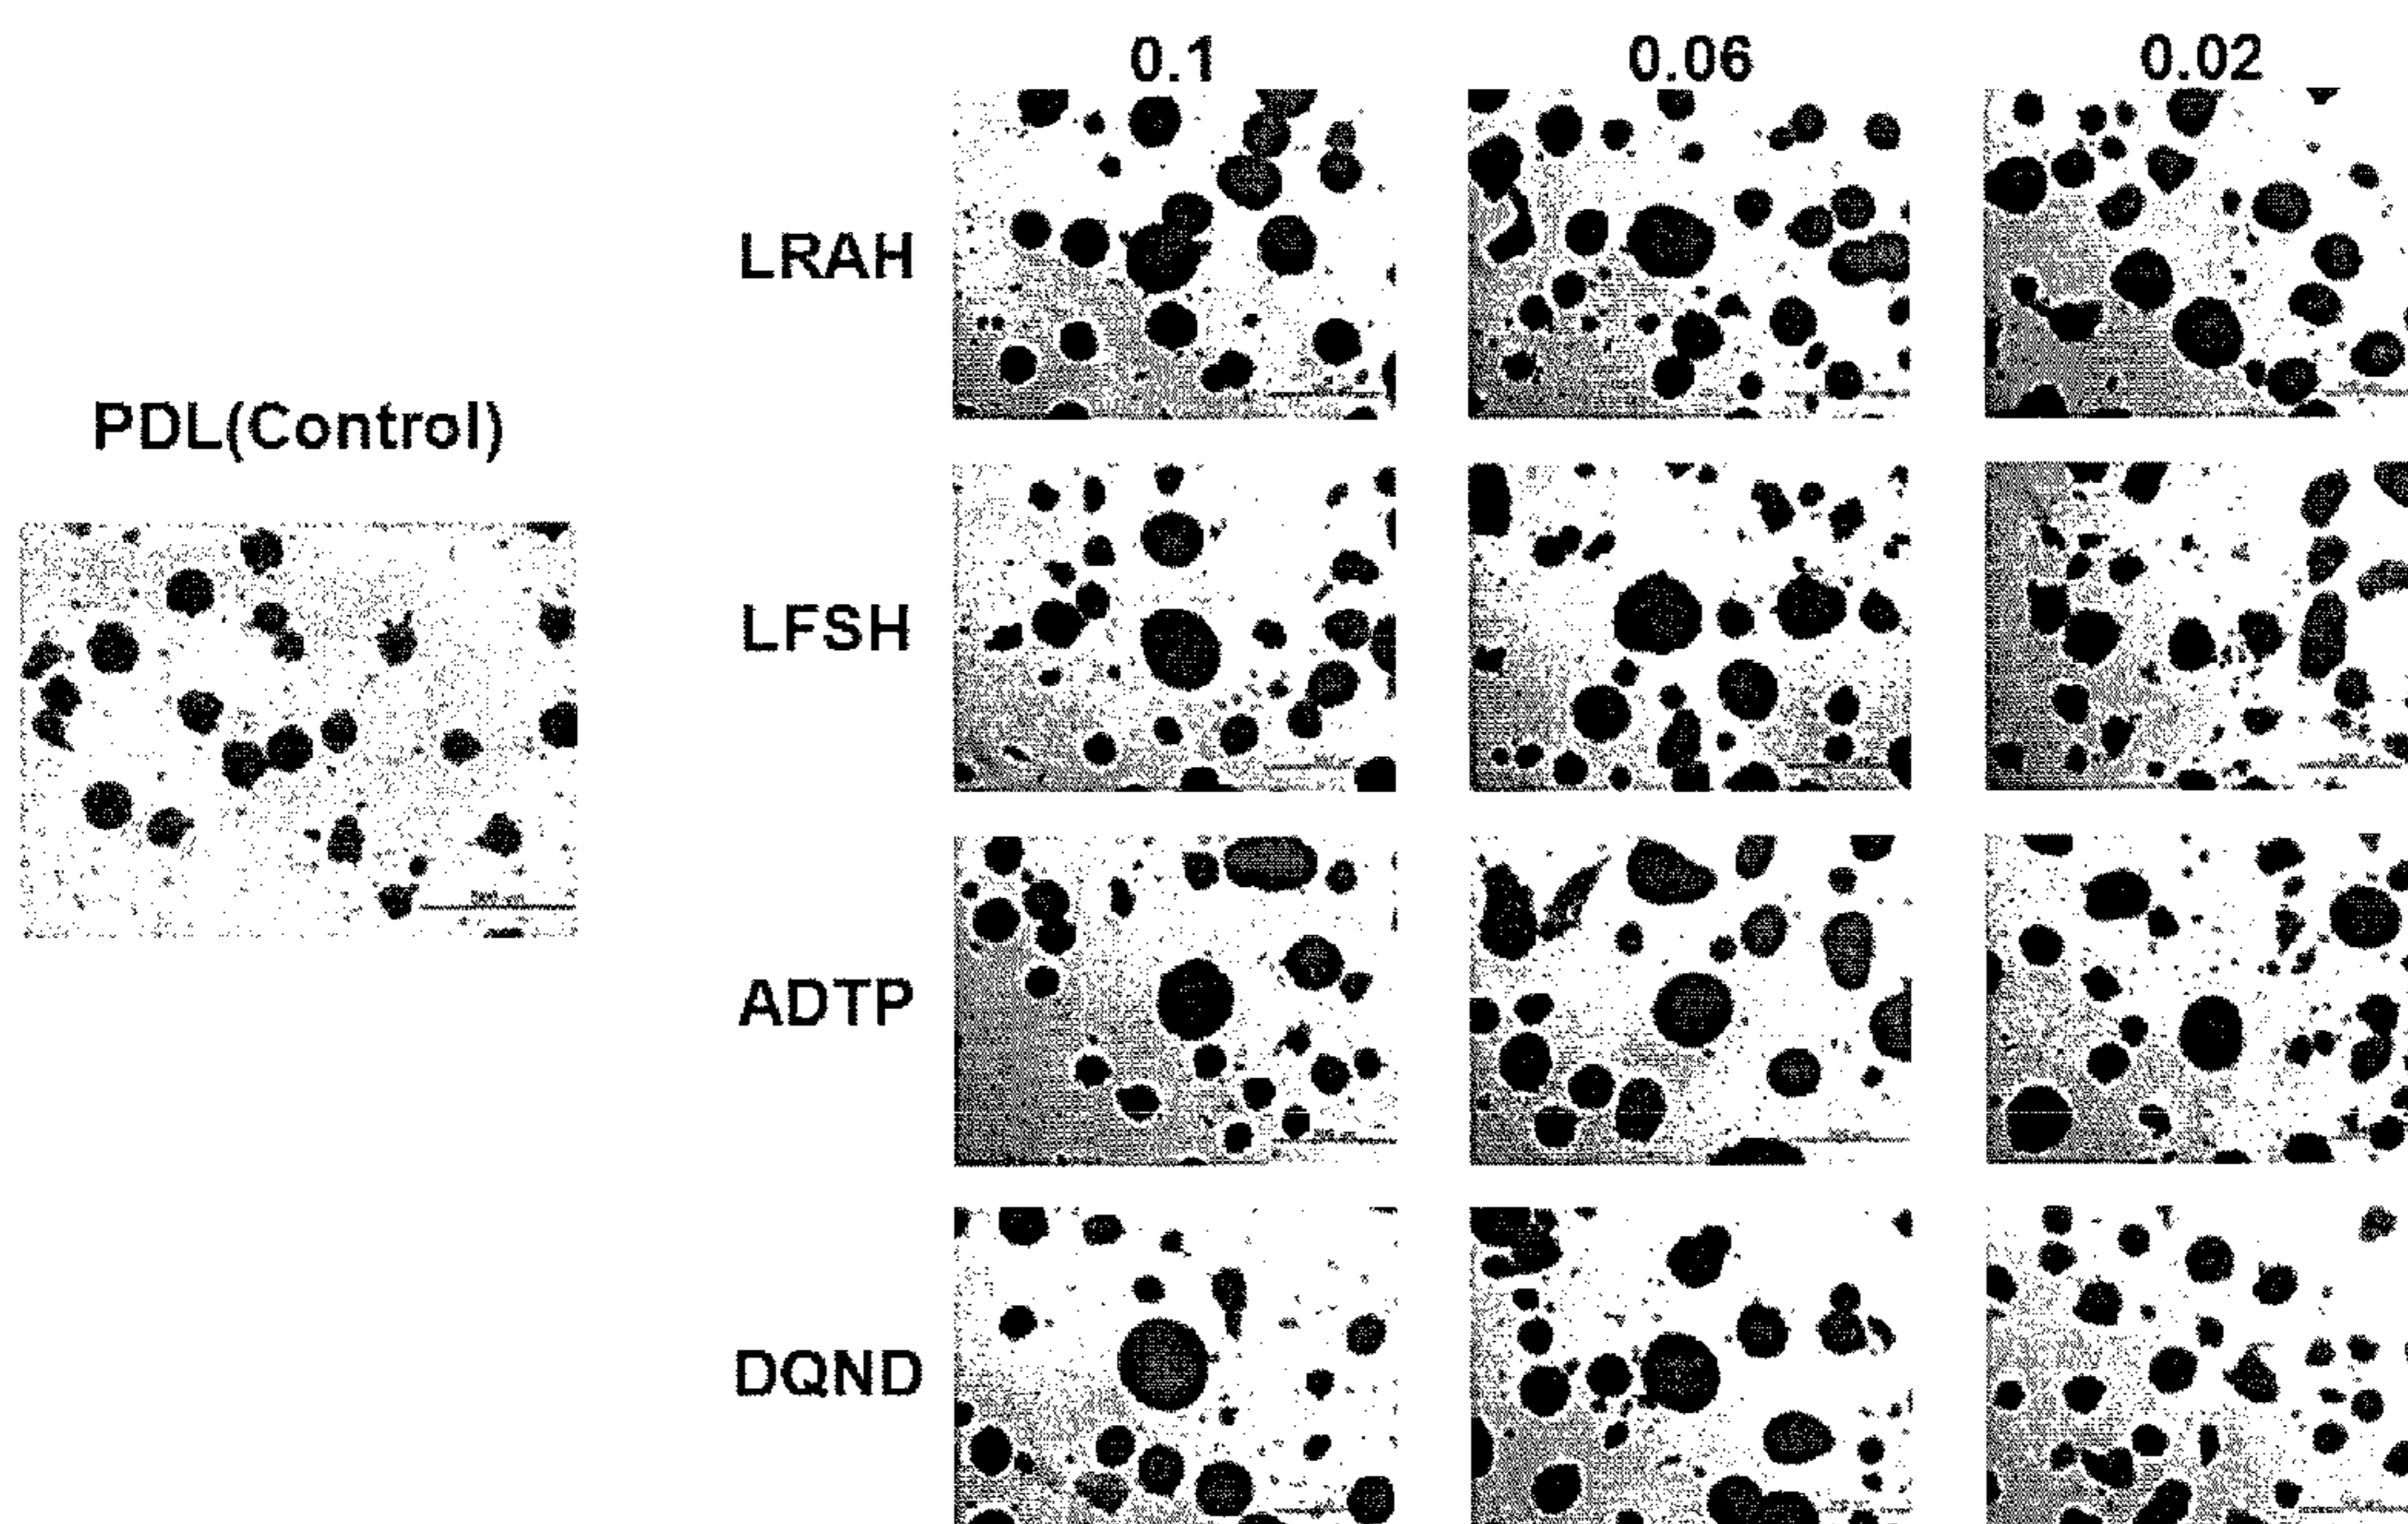 0.1 0.06 0.02
LRAH
PDL(Control)
LFSH
ADTP
DQND